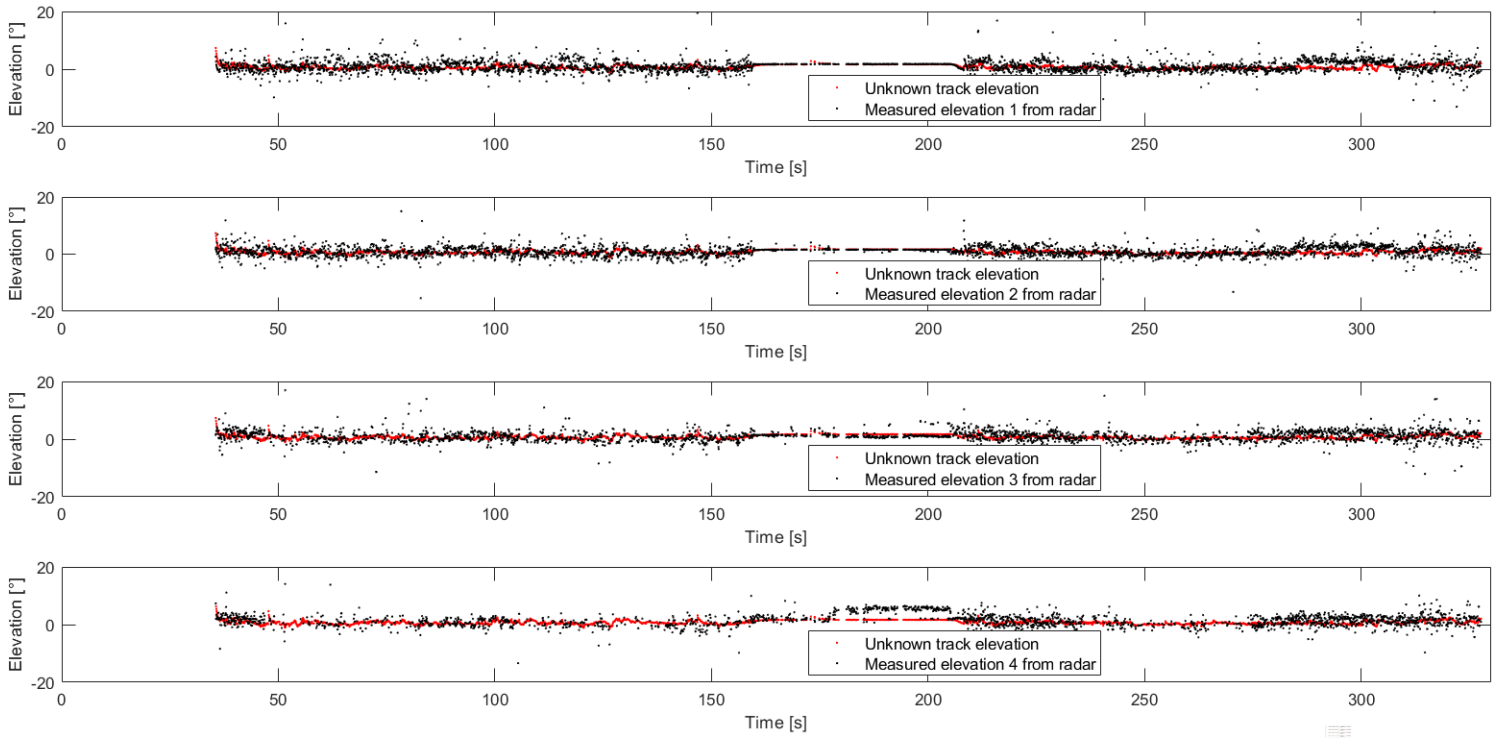 20
0
-20
Elevation [°]
0 50 100 150 200 250 300
Time [s]
Unknown track elevation
Measured elevation 1 from radar
20
0
-20
Elevation [°]
0 50 100 150 200 250 300
Time [s]
Unknown track elevation
Measured elevation 2 from radar
20
0
-20
Elevation [°]
0 50 100 150 200 250 300
Time [s]
Unknown track elevation
Measured elevation 3 from radar
20
0
-20
Elevation [°]
0 50 100 150 200 250 300
Time [s]
Unknown track elevation
Measured elevation 4 from radar